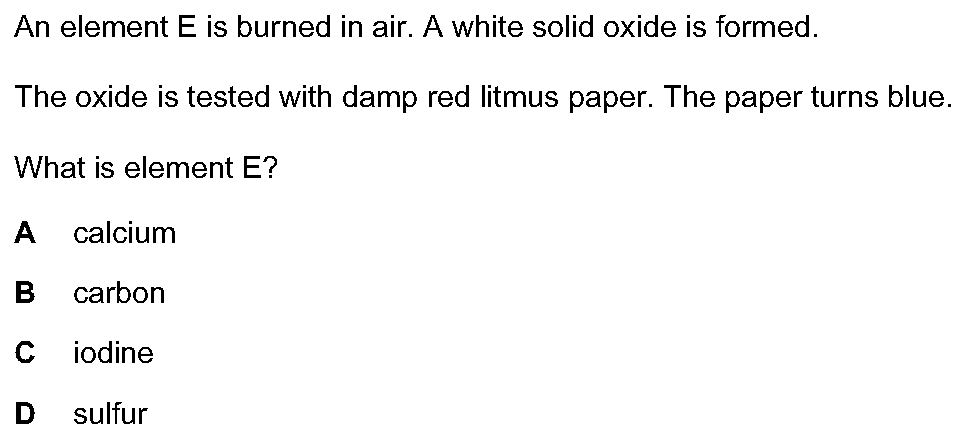 An element E is burned in air. A white solid oxide is formed.
The oxide is tested with damp red litmus paper. The paper turns blue.
What is element E?
A calcium
B carbon
C iodine
D sulfur